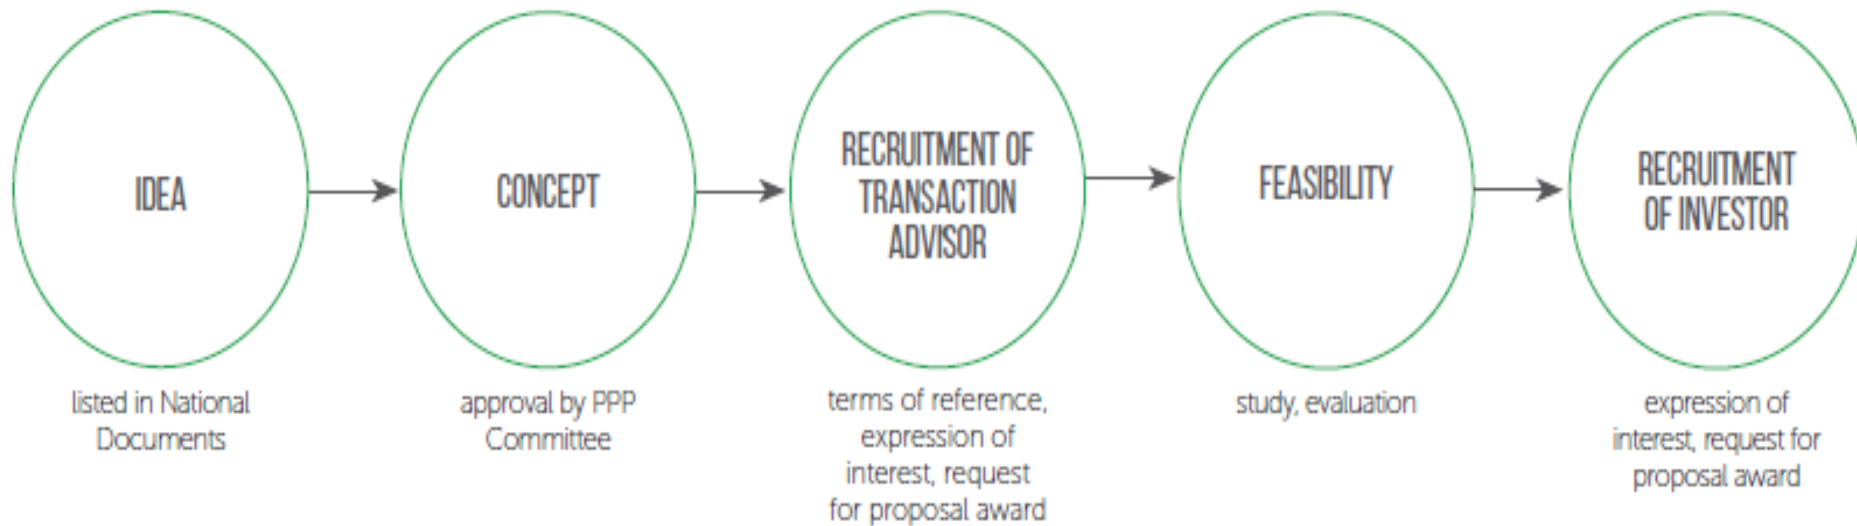 IDEA
CONCEPT
RECRUITMENT OF
TRANSACTION
ADVISOR
FEASIBILITY
RECRUITMENT
OF INVESTOR
listed in National
Documents
approval by PPP
Committee
terms of reference,
expression of
interest, request
for proposal award
study, evaluation
expression of
interest, request for
proposal award